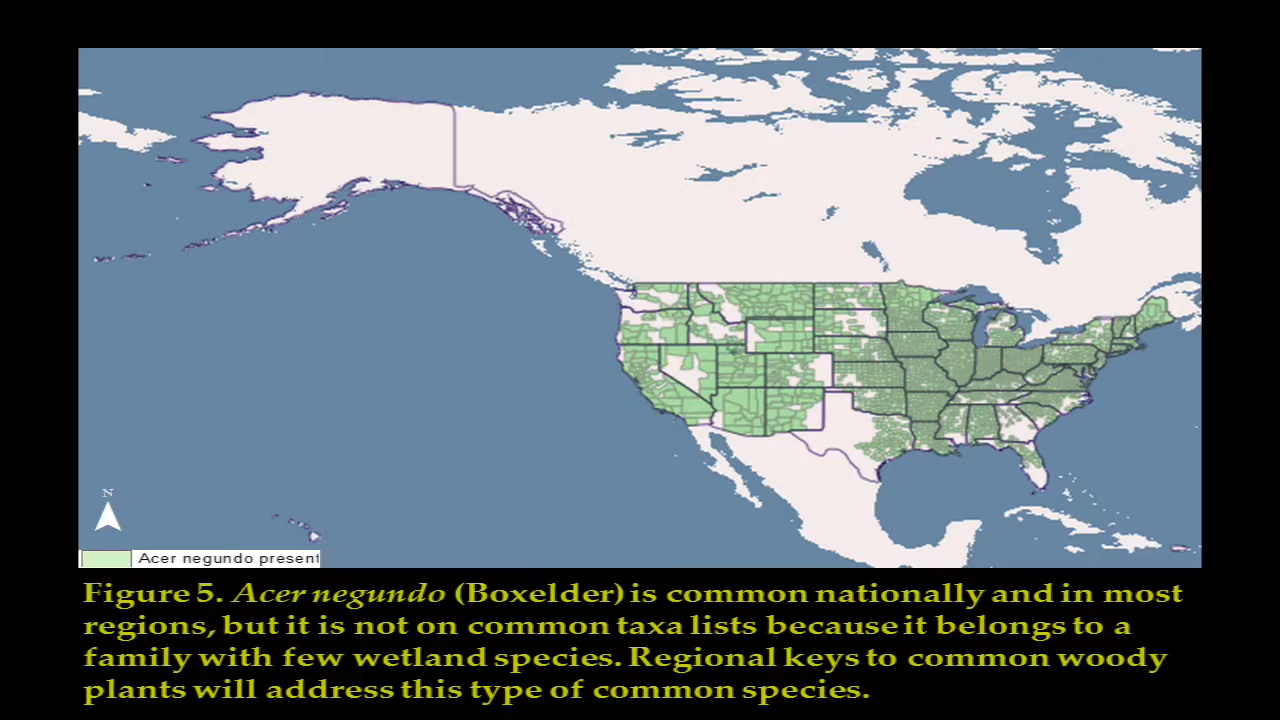 N
Acer negundo present
Figure 5. Acer negundo (Boxelder) is common nationally and in most
regions, but it is not on common taxa lists because it belongs to a
family with few wetland species. Regional keys to common woody
plants will address this type of common species.